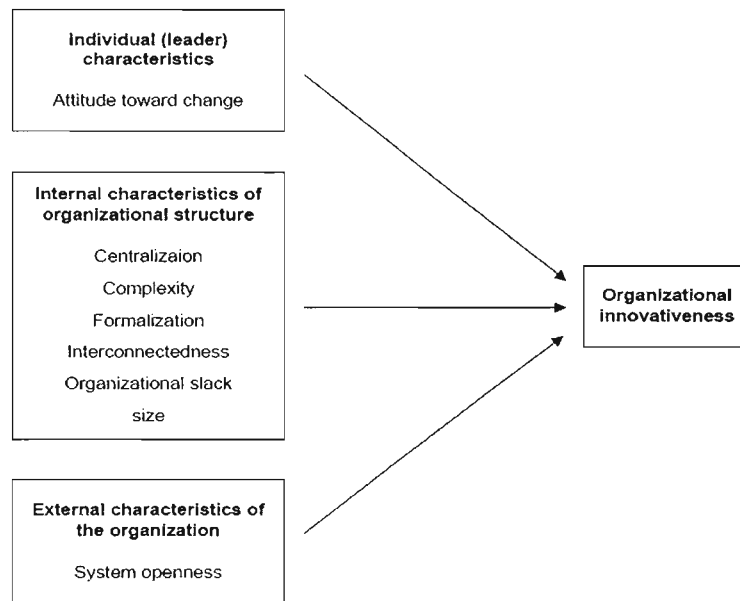 Individual (leader)
characteristics
Attitude toward change
Internal characteristics of
organizational structure
Centralizaion
Complexity
Formalization
Interconnectedness
Organizational slack
size
External characteristics of
the organization
System openness
Organizational
innovativeness